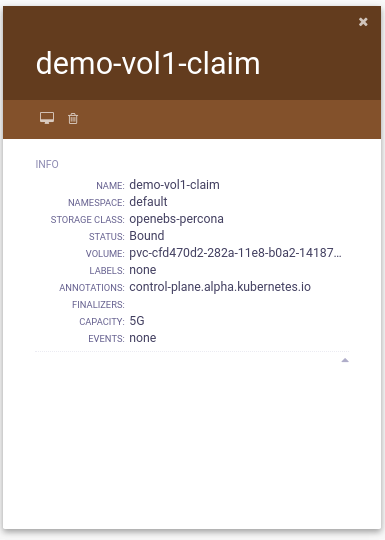 demo-vol1-claim
INFO
NAME: demo-vol1-claim
NAMESPACE: default
STORAGE CLASS: openebs-percona
STATUS: Bound
VOLUME: pvc-cfd470d2-282a-11e8-b0a2-14187...
LABELS: none
ANNOTATIONS: control-plane.alpha.kubernetes.io
FINALIZERS:
CAPACITY: 5G
EVENTS: none